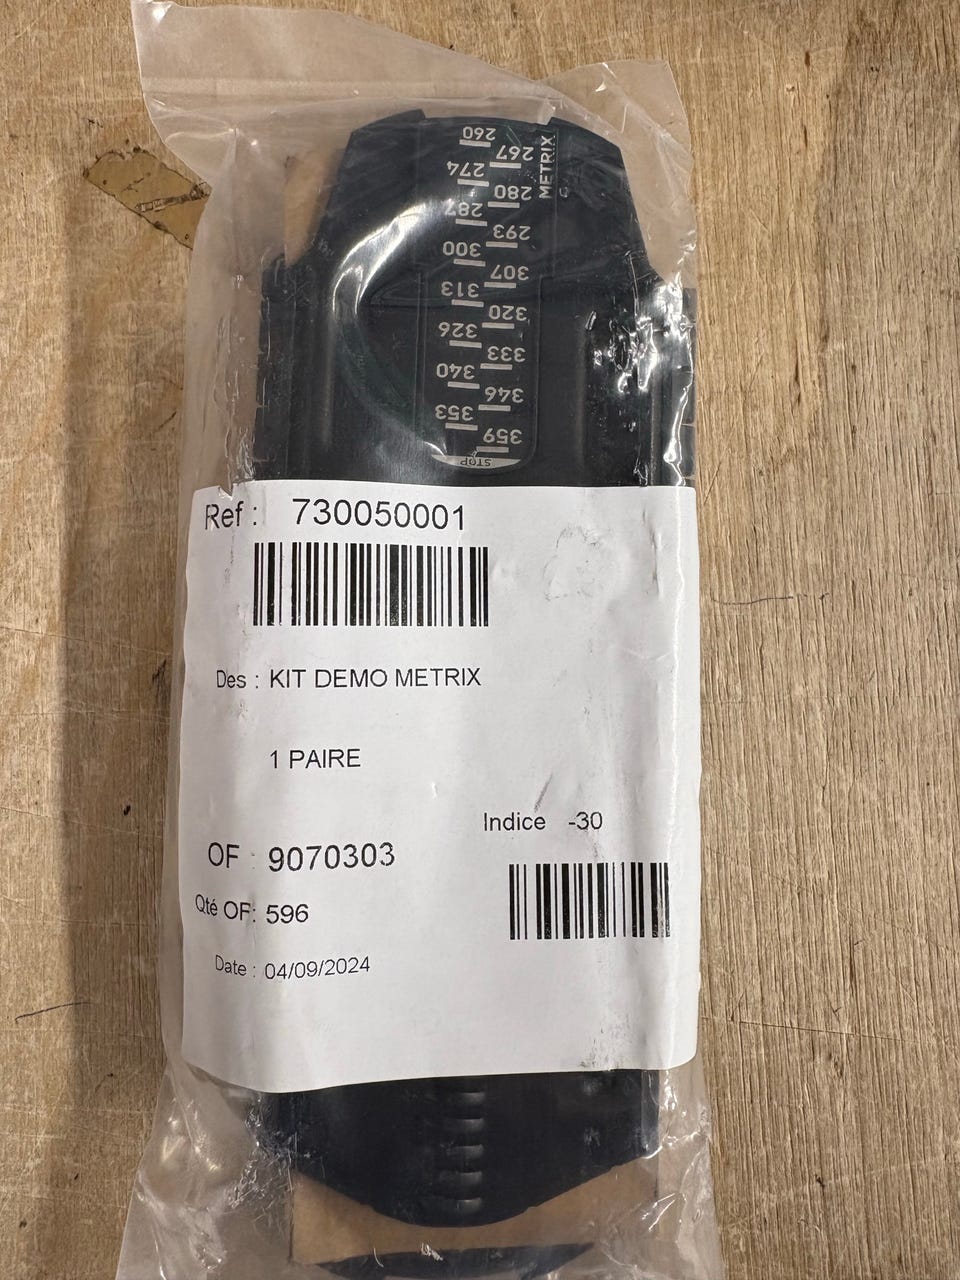 260
267
274
280
287
293
300
307
313
320
326
333
340
346
353
359
STOP
METRIX
Ref : 730050001
Des : KIT DEMO METRIX
1 PAIRE
Indice -30
OF : 9070303
Qté OF: 596
Date : 04/09/2024